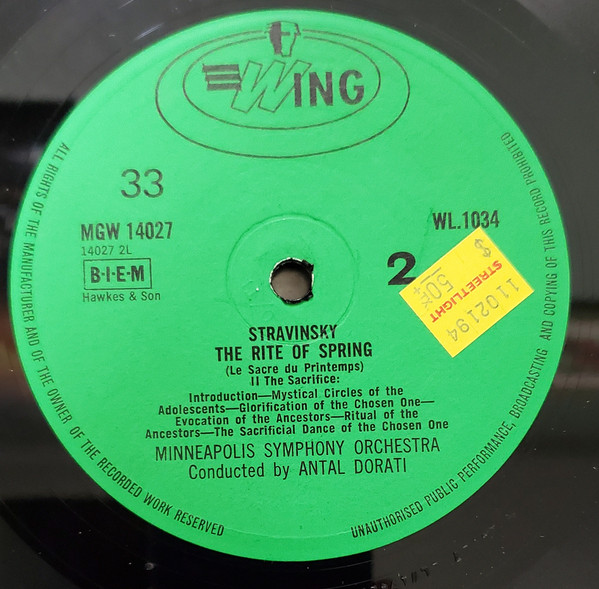 WING
33
MGW 14027
14027 2L
B·I·E·M
Hawkes & Son
WL.1034
2
$
STREETLIGHT
50¢
1102194
STRAVINSKY
THE RITE OF SPRING
(Le Sacre du Printemps)
II The Sacrifice:
Introduction—Mystical Circles of the
Adolescents—Glorification of the Chosen One—
Evocation of the Ancestors—Ritual of the
Ancestors—The Sacrificial Dance of the Chosen One
MINNEAPOLIS SYMPHONY ORCHESTRA
Conducted by ANTAL DORATI
ALL RIGHTS OF THE MANUFACTURER AND OF THE OWNER OF THE RECORDED WORK RESERVED
UNAUTHORISED PUBLIC PERFORMANCE, BROADCASTING AND COPYING OF THIS RECORD PROHIBITED